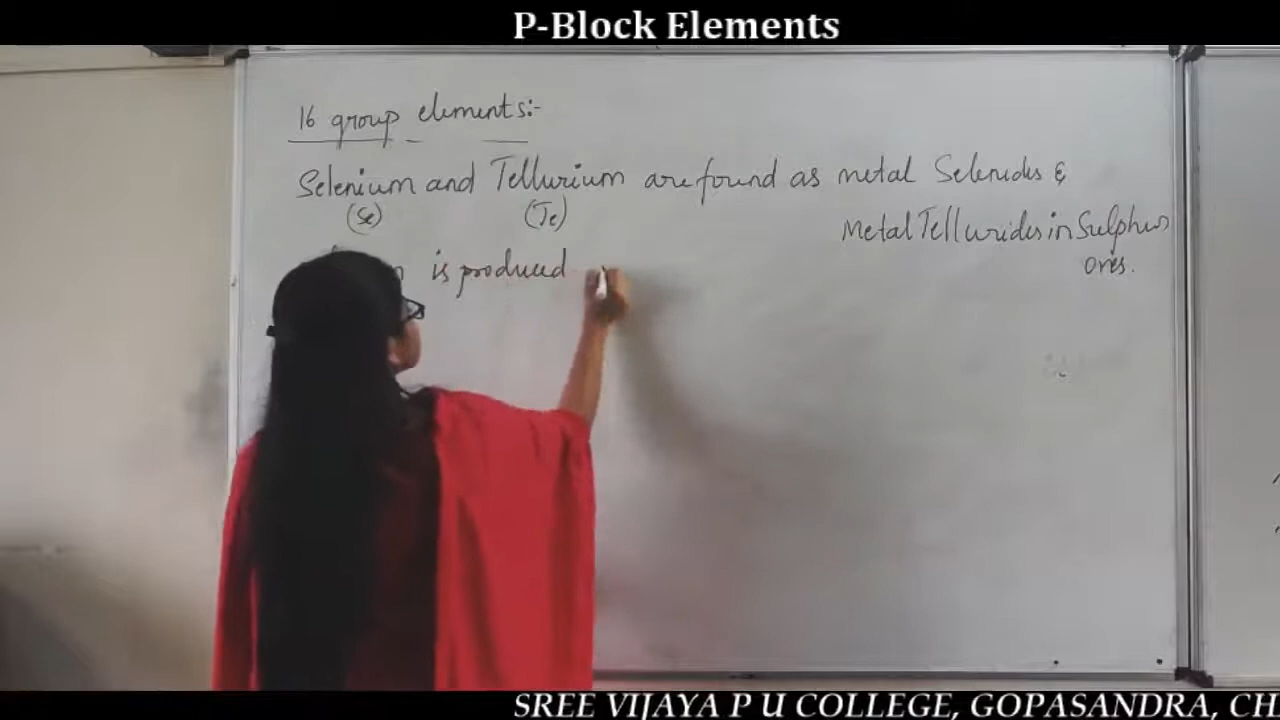 P-Block Elements
16 group elements:-
Selenium and Tellurium are found as metal Selenides &
(Se) (Te)
Metal Tellurides in Sulphur
ores.
is produced
SREE VIJAYA P U COLLEGE, GOPASANDRA, CH